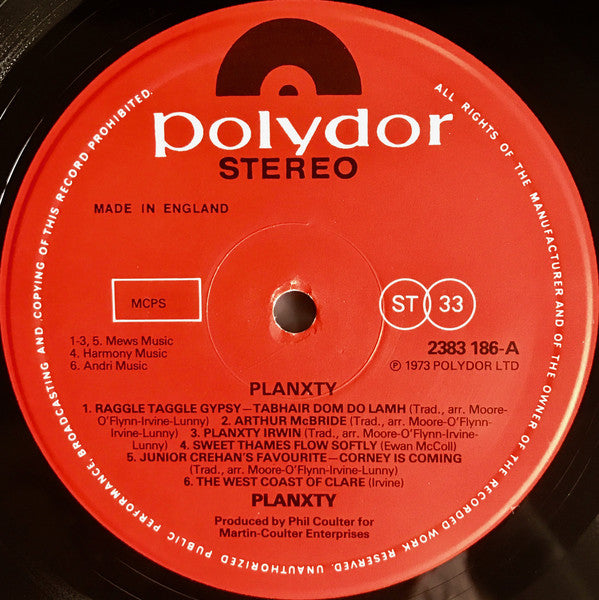 polydor
STEREO
MADE IN ENGLAND
MCPS
ST 33
1-3, 5. Mews Music
4. Harmony Music
6. Andri Music
2383 186-A
℗ 1973 POLYDOR LTD
PLANXTY
1. RAGGLE TAGGLE GYPSY—TABHAIR DOM DO LAMH (Trad., arr. Moore-
O'Flynn-Irvine-Lunny) 2. ARTHUR McBRIDE (Trad., arr. Moore-O'Flynn-
Irvine-Lunny) 3. PLANXTY IRWIN (Trad., arr. Moore-O'Flynn-Irvine-
Lunny) 4. SWEET THAMES FLOW SOFTLY (Ewan McColl)
5. JUNIOR CREHAN'S FAVOURITE—CORNEY IS COMING
(Trad., arr. Moore-O'Flynn-Irvine-Lunny)
6. THE WEST COAST OF CLARE (Irvine)
PLANXTY
Produced by Phil Coulter for
Martin-Coulter Enterprises
ALL RIGHTS OF THE MANUFACTURER AND OF THE OWNER OF THE RECORDED WORK RESERVED. UNAUTHORIZED PUBLIC PERFORMANCE, BROADCASTING AND COPYING OF THIS RECORD PROHIBITED.